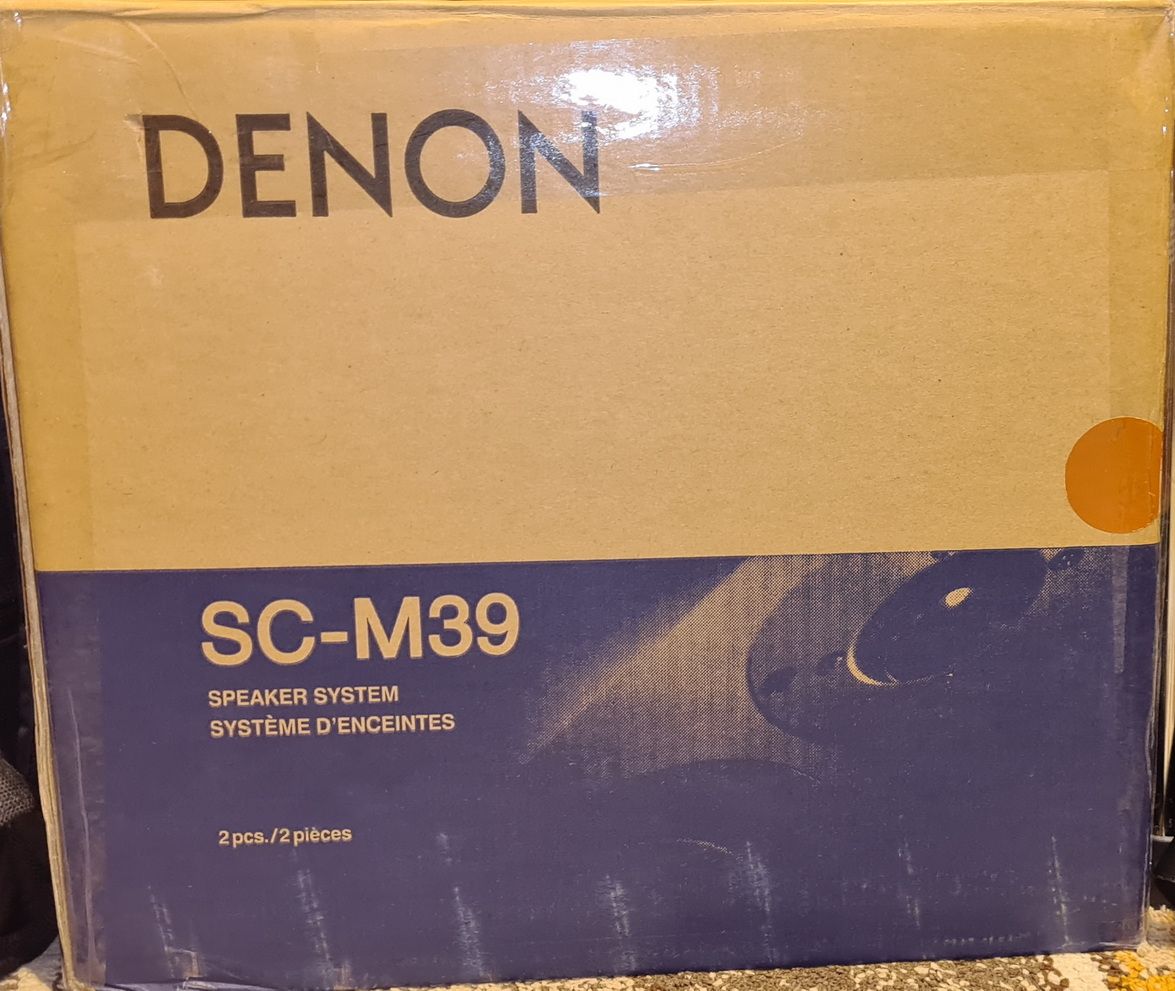 DENON
SC-M39
SPEAKER SYSTEM
SYSTÈME D'ENCEINTES
2 pcs./2 pièces